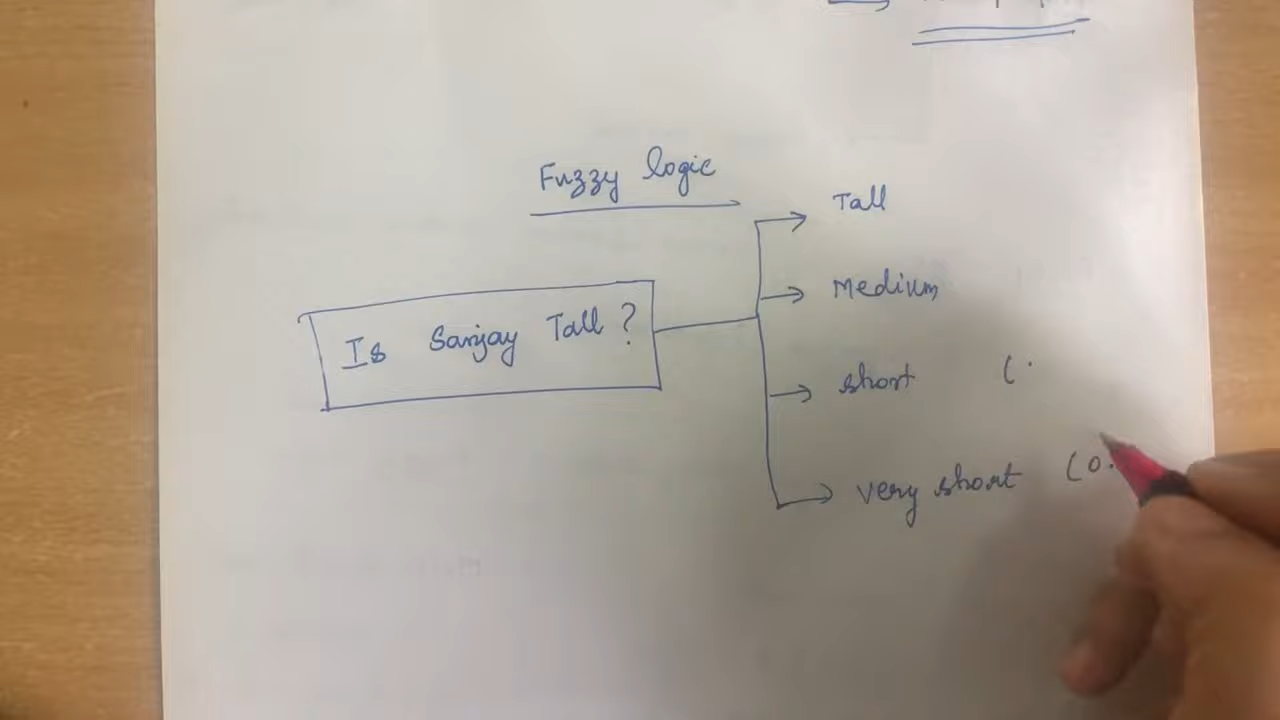 Fuzzy logic
Tall
Medium
Is Sanjay Tall ?
short (.
very short (0.